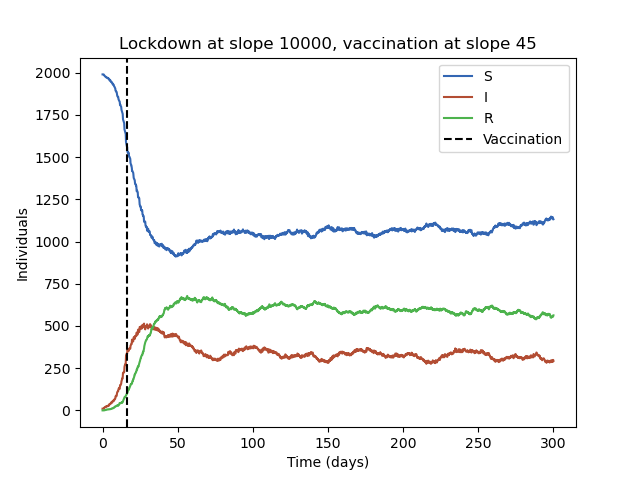 Lockdown at slope 10000, vaccination at slope 45
2000
1750
1500
1250
1000
750
500
250
0
Individuals
S
I
R
Vaccination
0 50 100 150 200 250 300
Time (days)